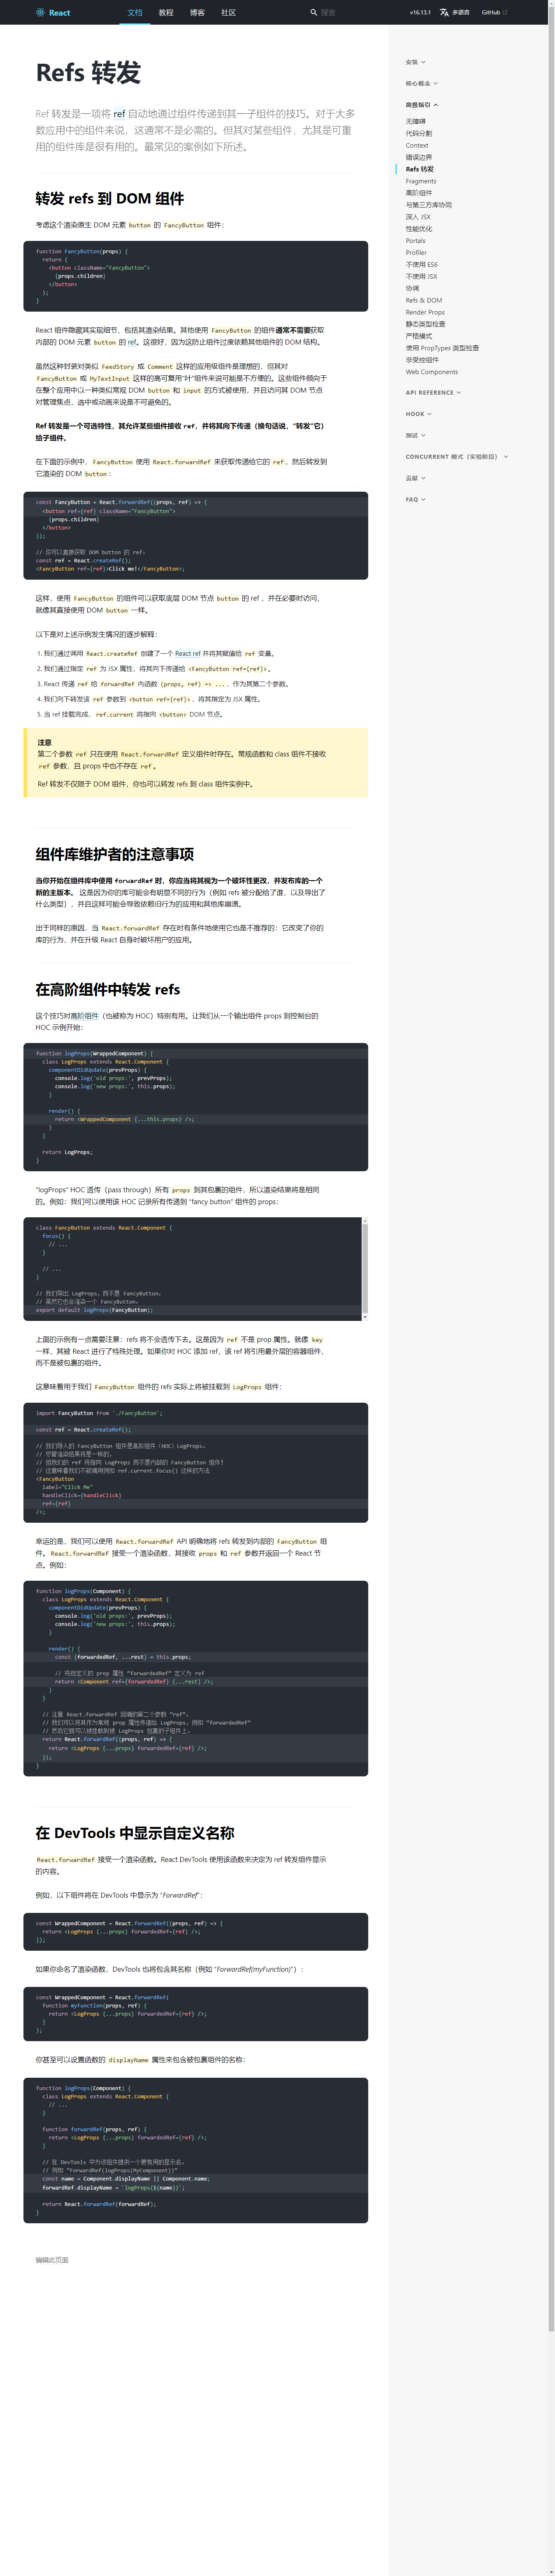 React
文档
教程
博客
社区
搜索
v16.13.1
多语言
GitHub
Refs 转发
Ref 转发是一项将 ref 自动地通过组件传递到其一子组件的技巧。对于大多
数应用中的组件来说，这通常不是必需的。但其对某些组件，尤其是可重
用的组件库是很有用的。最常见的案例如下所述。
转发 refs 到 DOM 组件
考虑这个渲染原生 DOM 元素 button 的 FancyButton 组件：
function FancyButton(props) {
return (
<button className="FancyButton">
{props.children}
</button>
);
}
React 组件隐藏其实现细节，包括其渲染结果。其他使用 FancyButton 的组件通常不需要获取
内部的 DOM 元素 button 的 ref。这很好，因为这防止组件过度依赖其他组件的 DOM 结构。
虽然这种封装对类似 FeedStory 或 Comment 这样的应用级组件是理想的，但其对
FancyButton 或 MyTextInput 这样的高可复用“叶”组件来说可能是不方便的。这些组件倾向于
在整个应用中以一种类似常规 DOM button 和 input 的方式被使用，并且访问其 DOM 节点
对管理焦点，选中或动画来说是不可避免的。
Ref 转发是一个可选特性，其允许某些组件接收 ref，并将其向下传递（换句话说，“转发”它）
给子组件。
在下面的示例中，FancyButton 使用 React.forwardRef 来获取传递给它的 ref，然后转发到
它渲染的 DOM button：
const FancyButton = React.forwardRef((props, ref) => (
<button ref={ref} className="FancyButton">
{props.children}
</button>
));
// 你可以直接获取 DOM button 的 ref：
const ref = React.createRef();
<FancyButton ref={ref}>Click me!</FancyButton>;
这样，使用 FancyButton 的组件可以获取底层 DOM 节点 button 的 ref ，并在必要时访问，
就像其直接使用 DOM button 一样。
以下是对上述示例发生情况的逐步解释：
1. 我们通过调用 React.createRef 创建了一个 React ref 并将其赋值给 ref 变量。
2. 我们通过指定 ref 为 JSX 属性，将其向下传递给 <FancyButton ref={ref}>。
3. React 传递 ref 给 forwardRef 内函数 (props, ref) => ...，作为其第二个参数。
4. 我们向下转发该 ref 参数到 <button ref={ref}>，将其指定为 JSX 属性。
5. 当 ref 挂载完成，ref.current 将指向 <button> DOM 节点。
注意
第二个参数 ref 只在使用 React.forwardRef 定义组件时存在。常规函数和 class 组件不接收
ref 参数，且 props 中也不存在 ref。
Ref 转发不仅限于 DOM 组件，你也可以转发 refs 到 class 组件实例中。
组件库维护者的注意事项
当你开始在组件库中使用 forwardRef 时，你应当将其视为一个破坏性更改，并发布库的一个
新的主版本。 这是因为你的库可能会有明显不同的行为（例如 refs 被分配给了谁，以及导出了
什么类型），并且这样可能会导致依赖旧行为的应用和其他库崩溃。
出于同样的原因，当 React.forwardRef 存在时有条件地使用它也是不推荐的：它改变了你的
库的行为，并在升级 React 自身时破坏用户的应用。
在高阶组件中转发 refs
这个技巧对高阶组件（也被称为 HOC）特别有用。让我们从一个输出组件 props 到控制台的
HOC 示例开始：
function logProps(WrappedComponent) {
class LogProps extends React.Component {
componentDidUpdate(prevProps) {
console.log('old props:', prevProps);
console.log('new props:', this.props);
}
render() {
return <WrappedComponent {...this.props} />;
}
}
return LogProps;
}
“logProps” HOC 透传（pass through）所有 props 到其包裹的组件，所以渲染结果将是相同
的。例如：我们可以使用该 HOC 记录所有传递到 “fancy button” 组件的 props：
class FancyButton extends React.Component {
focus() {
// ...
}
// ...
}
// 我们导出 LogProps，而不是 FancyButton。
// 虽然它也会渲染一个 FancyButton。
export default logProps(FancyButton);
上面的示例有一点需要注意：refs 将不会透传下去。这是因为 ref 不是 prop 属性。就像 key
一样，其被 React 进行了特殊处理。如果你对 HOC 添加 ref，该 ref 将引用最外层的容器组件，
而不是被包裹的组件。
这意味着用于我们 FancyButton 组件的 refs 实际上将被挂载到 LogProps 组件：
import FancyButton from './FancyButton';
const ref = React.createRef();
// 我们导入的 FancyButton 组件是高阶组件（HOC）LogProps。
// 尽管渲染结果将是一样的，
// 但我们的 ref 将指向 LogProps 而不是内部的 FancyButton 组件！
// 这意味着我们不能调用例如 ref.current.focus() 这样的方法
<FancyButton
label="Click Me"
handleClick={handleClick}
ref={ref}
/>;
幸运的是，我们可以使用 React.forwardRef API 明确地将 refs 转发到内部的 FancyButton 组
件。React.forwardRef 接受一个渲染函数，其接收 props 和 ref 参数并返回一个 React 节
点。例如：
function logProps(Component) {
class LogProps extends React.Component {
componentDidUpdate(prevProps) {
console.log('old props:', prevProps);
console.log('new props:', this.props);
}
render() {
const {forwardedRef, ...rest} = this.props;
// 将自定义的 prop 属性 “forwardedRef” 定义为 ref
return <Component ref={forwardedRef} {...rest} />;
}
}
// 注意 React.forwardRef 回调的第二个参数 “ref”。
// 我们可以将其作为常规 prop 属性传递给 LogProps，例如 “forwardedRef”
// 然后它就可以被挂载到被 LogProps 包裹的子组件上。
return React.forwardRef((props, ref) => {
return <LogProps {...props} forwardedRef={ref} />;
});
}
在 DevTools 中显示自定义名称
React.forwardRef 接受一个渲染函数。React DevTools 使用该函数来决定为 ref 转发组件显示
的内容。
例如，以下组件将在 DevTools 中显示为 “ForwardRef”：
const WrappedComponent = React.forwardRef((props, ref) => {
return <LogProps {...props} forwardedRef={ref} />;
});
如果你命名了渲染函数，DevTools 也将包含其名称（例如 “ForwardRef(myFunction)”）：
const WrappedComponent = React.forwardRef(
function myFunction(props, ref) {
return <LogProps {...props} forwardedRef={ref} />;
}
);
你甚至可以设置函数的 displayName 属性来包含被包裹组件的名称：
function logProps(Component) {
class LogProps extends React.Component {
// ...
}
function forwardRef(props, ref) {
return <LogProps {...props} forwardedRef={ref} />;
}
// 在 DevTools 中为该组件提供一个更有用的显示名。
// 例如 “ForwardRef(logProps(MyComponent))”
const name = Component.displayName || Component.name;
forwardRef.displayName = `logProps(${name})`;
return React.forwardRef(forwardRef);
}
编辑此页面
安装
核心概念
高级指引
无障碍
代码分割
Context
错误边界
Refs 转发
Fragments
高阶组件
与第三方库协同
深入 JSX
性能优化
Portals
Profiler
不使用 ES6
不使用 JSX
协调
Refs & DOM
Render Props
静态类型检查
严格模式
使用 PropTypes 类型检查
非受控组件
Web Components
API REFERENCE
HOOK
测试
CONCURRENT 模式（实验阶段）
贡献
FAQ